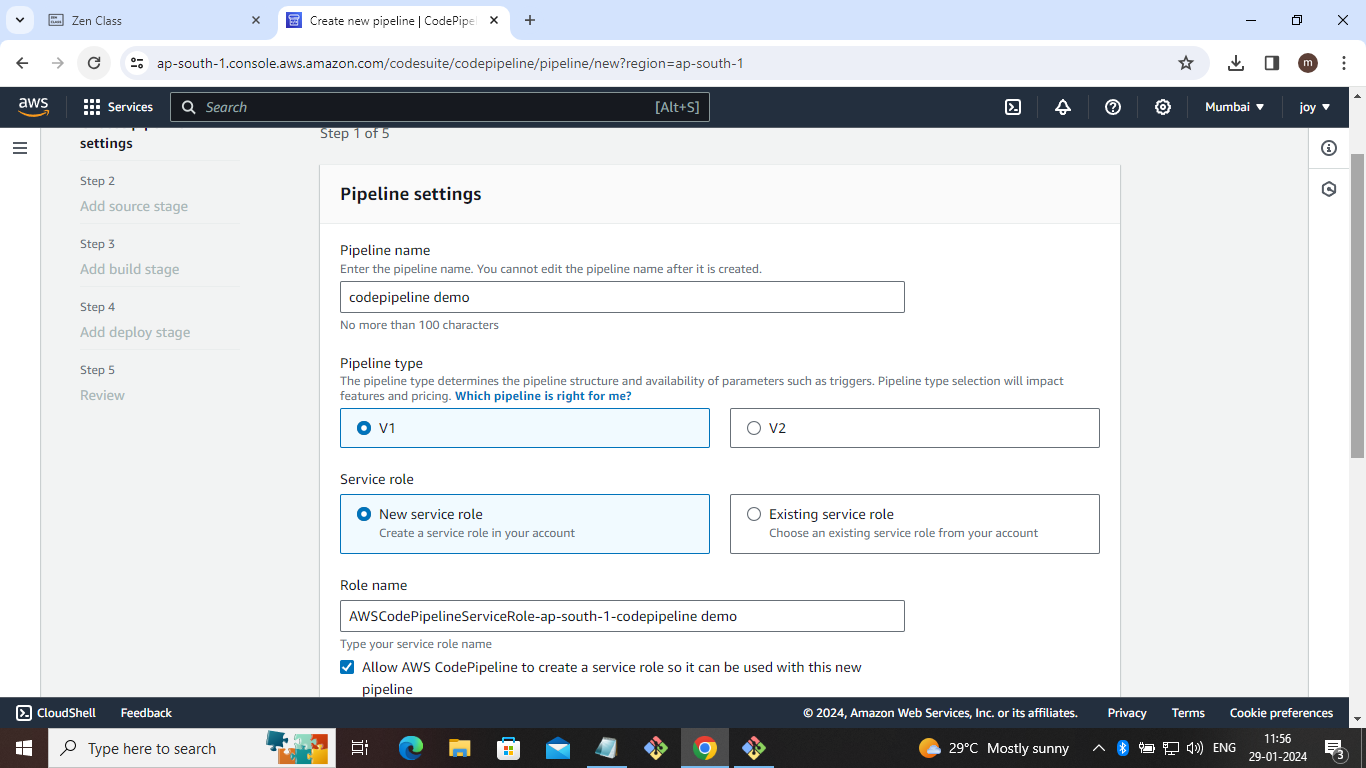 Zen Class
Create new pipeline | CodePipel
ap-south-1.console.aws.amazon.com/codesuite/codepipeline/pipeline/new?region=ap-south-1
m
aws
Services
Search
[Alt+S]
Mumbai
joy
settings
Step 2
Add source stage
Step 3
Add build stage
Step 4
Add deploy stage
Step 5
Review
Step 1 of 5
Pipeline settings
Pipeline name
Enter the pipeline name. You cannot edit the pipeline name after it is created.
codepipeline demo
No more than 100 characters
Pipeline type
The pipeline type determines the pipeline structure and availability of parameters such as triggers. Pipeline type selection will impact
features and pricing. Which pipeline is right for me?
V1
V2
Service role
New service role
Create a service role in your account
Existing service role
Choose an existing service role from your account
Role name
AWSCodePipelineServiceRole-ap-south-1-codepipeline demo
Type your service role name
Allow AWS CodePipeline to create a service role so it can be used with this new
pipeline
CloudShell
Feedback
© 2024, Amazon Web Services, Inc. or its affiliates.
Privacy
Terms
Cookie preferences
Type here to search
29°C Mostly sunny
ENG
11:56
29-01-2024
3